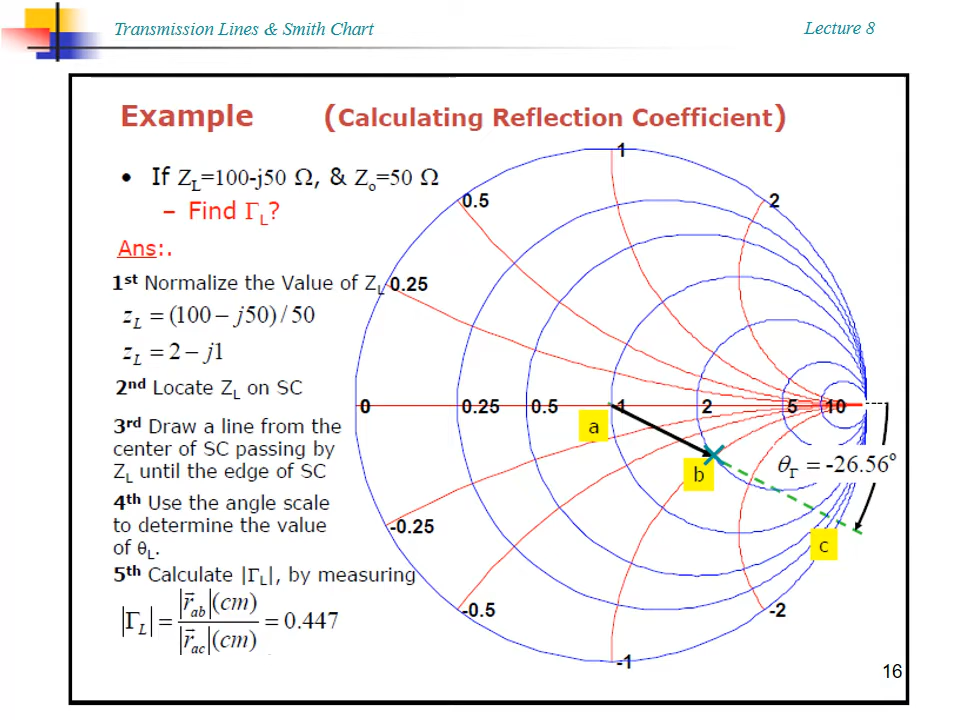 Transmission Lines & Smith Chart
Lecture 8
Example (Calculating Reflection Coefficient)
• If Z_L=100-j50 Ω, & Z_o=50 Ω
– Find Γ_L?
Ans:.
1st Normalize the Value of Z_L
z_L = (100 − j50) / 50
z_L = 2 − j1
2nd Locate Z_L on SC
3rd Draw a line from the
center of SC passing by
Z_L until the edge of SC
4th Use the angle scale
to determine the value
of θ_L.
5th Calculate |Γ_L|, by measuring
|Γ_L| = |r⃗_ab|(cm) / |r⃗_ac|(cm) = 0.447
1
0.5
2
0.25
0
0.25
0.5
1
2
5
10
a
b
θ_Γ = -26.56°
-0.25
c
-0.5
-2
-1
16